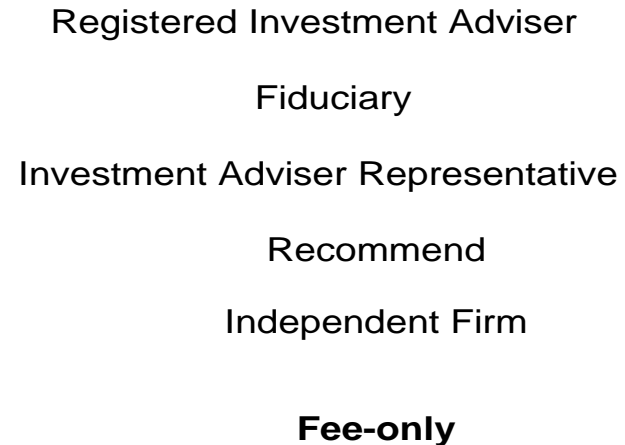 Registered Investment Adviser
Fiduciary
Investment Adviser Representative
Recommend
Independent Firm
Fee-only